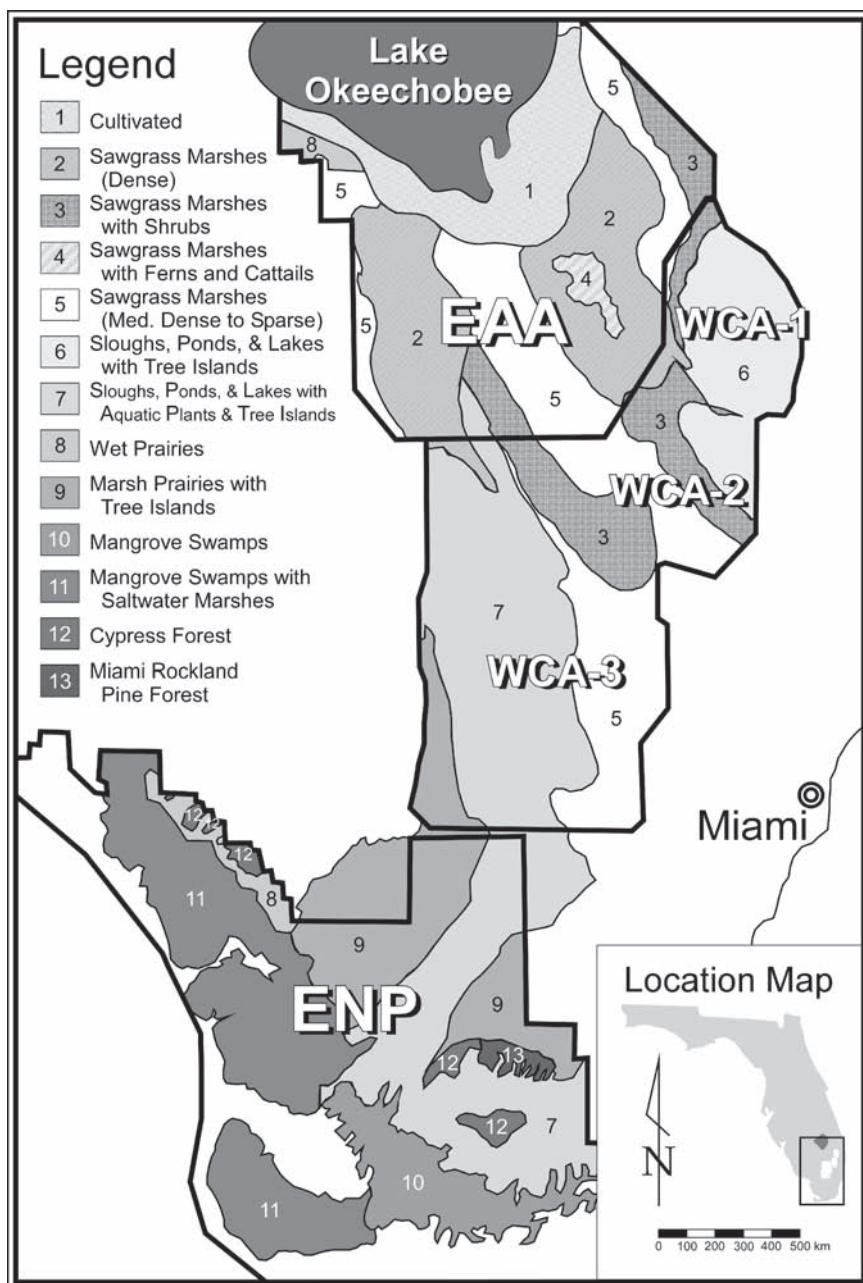 Legend
1 Cultivated
2 Sawgrass Marshes
(Dense)
3 Sawgrass Marshes
with Shrubs
4 Sawgrass Marshes
with Ferns and Cattails
5 Sawgrass Marshes
(Med. Dense to Sparse)
6 Sloughs, Ponds, & Lakes
with Tree Islands
7 Sloughs, Ponds, & Lakes with
Aquatic Plants & Tree Islands
8 Wet Prairies
9 Marsh Prairies with
Tree Islands
10 Mangrove Swamps
11 Mangrove Swamps with
Saltwater Marshes
12 Cypress Forest
13 Miami Rockland
Pine Forest
Lake
Okeechobee
5
8
3
5
1
2
4
EAA
WCA-1
5
2
6
5
3
WCA-2
3
7
WCA-3
5
Miami
12
12
12
11
8
9
ENP
9
12
13
12
7
10
11
Location Map
N
0 100 200 300 400 500 km